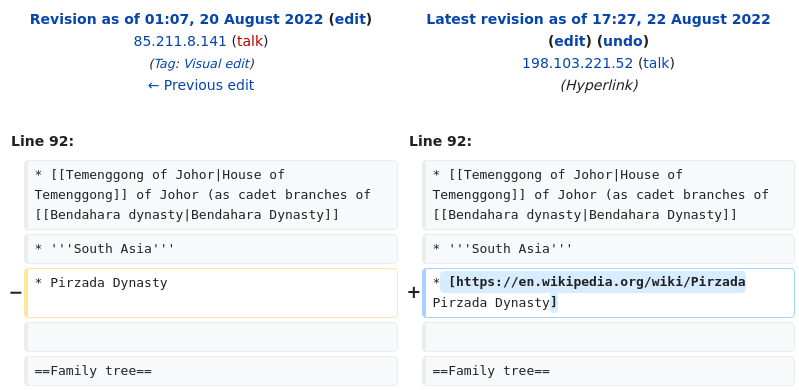 Revision as of 01:07, 20 August 2022 (edit)
85.211.8.141 (talk)
(Tag: Visual edit)
← Previous edit
Latest revision as of 17:27, 22 August 2022
(edit) (undo)
198.103.221.52 (talk)
(Hyperlink)
Line 92:
Line 92:
* [[Temenggong of Johor|House of
Temenggong]] of Johor (as cadet branches of
[[Bendahara dynasty|Bendahara Dynasty]]
* [[Temenggong of Johor|House of
Temenggong]] of Johor (as cadet branches of
[[Bendahara dynasty|Bendahara Dynasty]]
* '''South Asia'''
* '''South Asia'''
− * Pirzada Dynasty
+ * [https://en.wikipedia.org/wiki/Pirzada
Pirzada Dynasty]
==Family tree==
==Family tree==